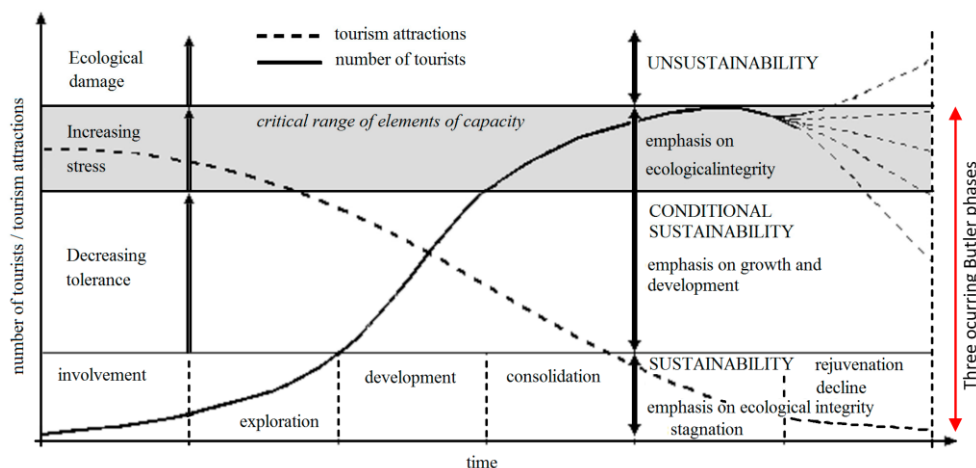 tourism attractions
number of tourists
Ecological
damage
UNSUSTAINABILITY
critical range of elements of capacity
Increasing
stress
emphasis on
ecologicalintegrity
Decreasing
tolerance
CONDITIONAL
SUSTAINABILITY
emphasis on growth and
development
involvement
exploration
development
consolidation
SUSTAINABILITY
emphasis on ecological integrity
stagnation
rejuvenation
decline
number of tourists / tourism attractions
time
Three ocurring Butler phases